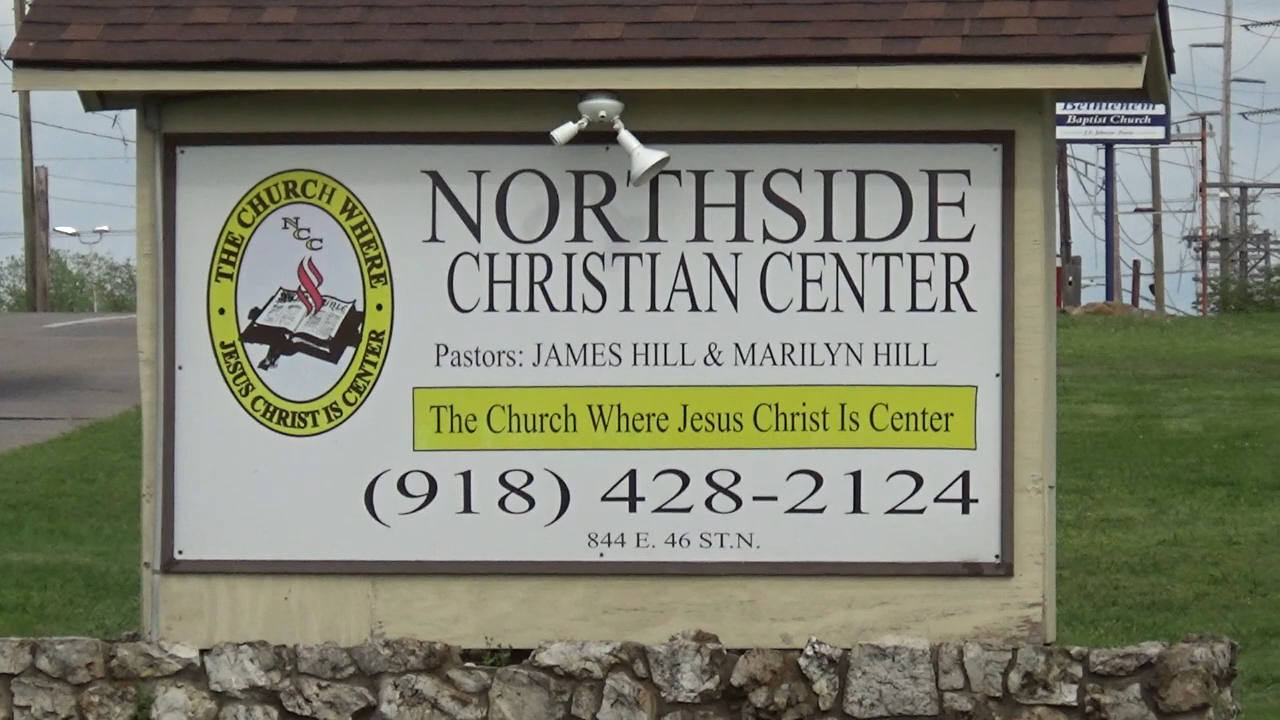 Bethlehem
Baptist Church
THE CHURCH WHERE
NCC
JESUS CHRIST IS CENTER
NORTHSIDE
CHRISTIAN CENTER
Pastors: JAMES HILL & MARILYN HILL
The Church Where Jesus Christ Is Center
(918) 428-2124
844 E. 46 ST.N.